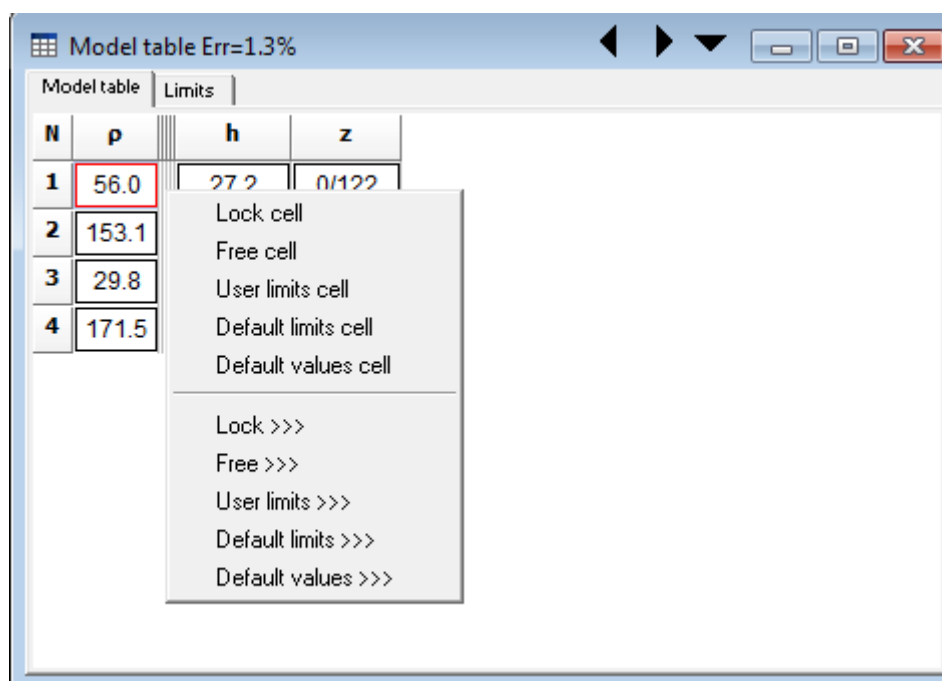 Model table Err=1.3%
Model table Limits
N ρ h z
1 56.0 27.2 0/122
2 153.1
3 29.8
4 171.5
Lock cell
Free cell
User limits cell
Default limits cell
Default values cell
Lock >>>
Free >>>
User limits >>>
Default limits >>>
Default values >>>